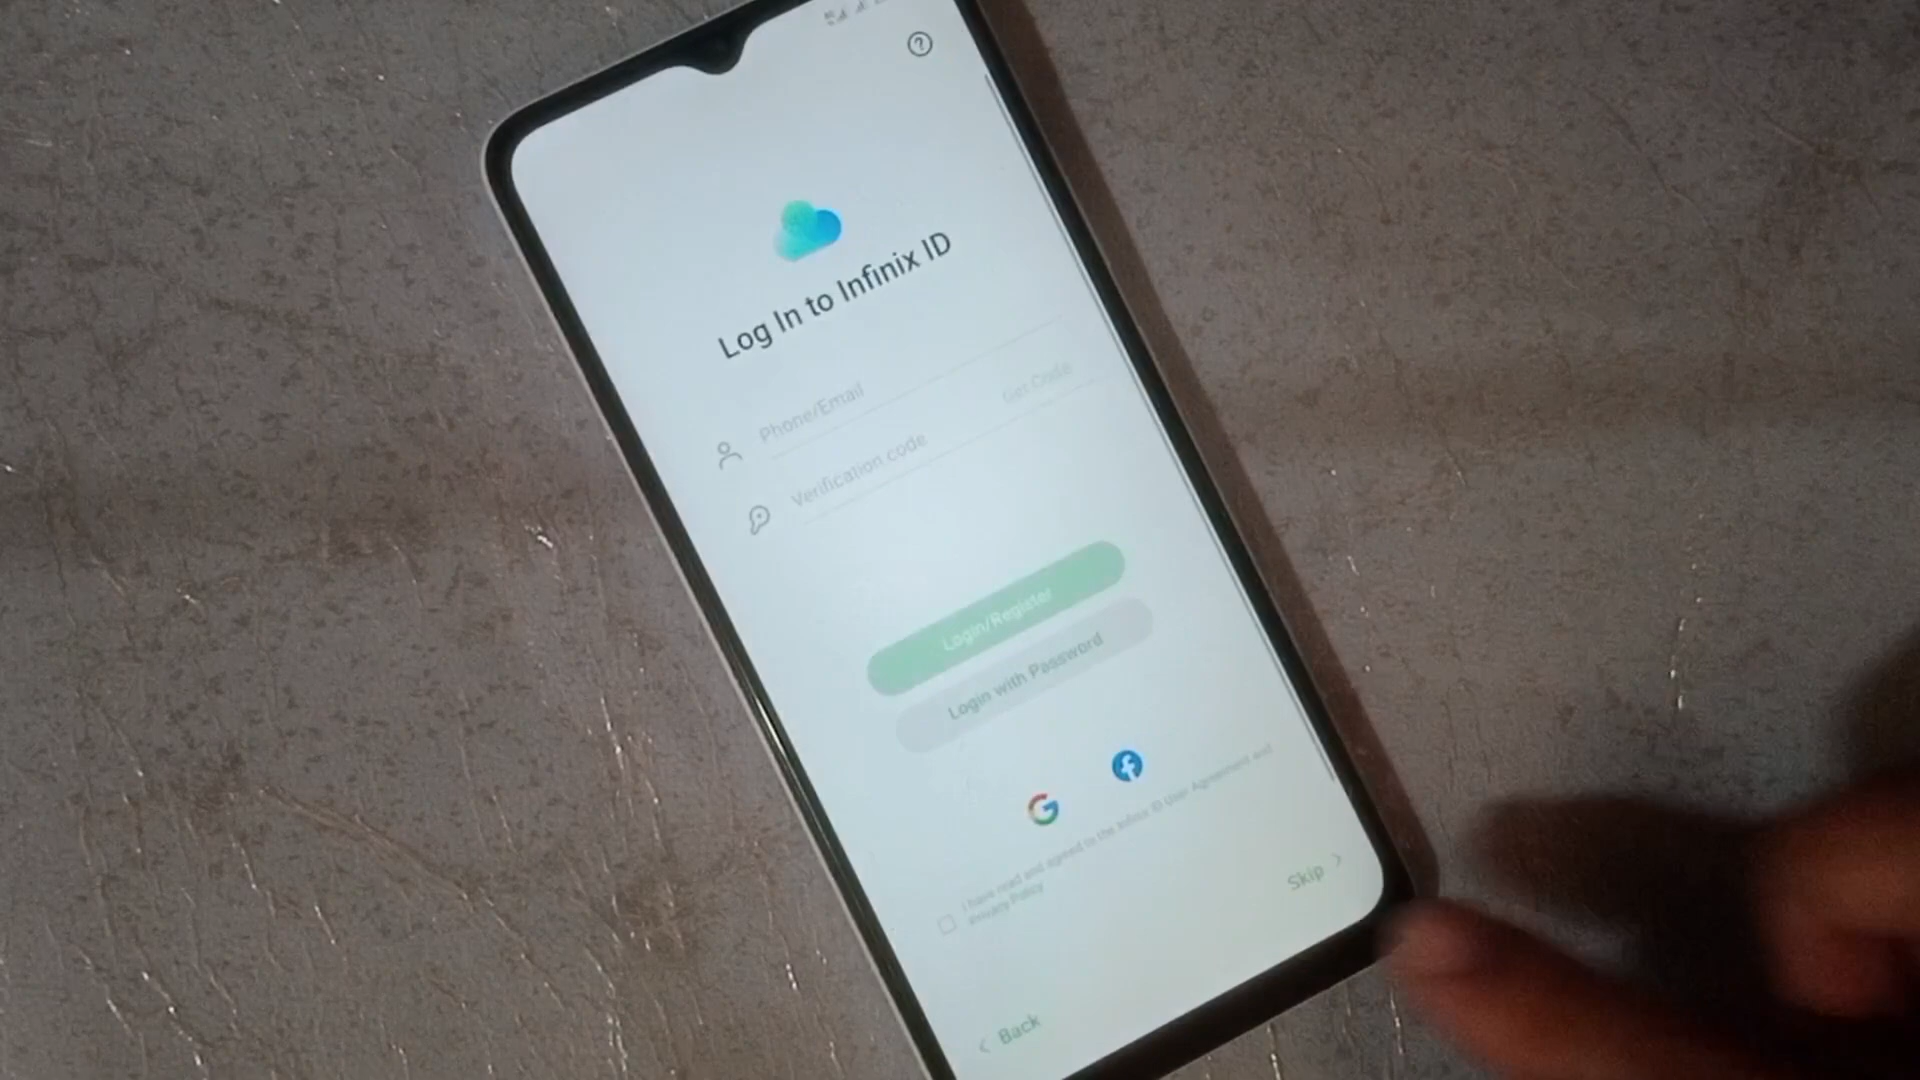 Log In to Infinix ID
Phone/Email
Get Code
Verification code
Login/Register
Login with Password
I have read and agreed to the Infinix ID User Agreement and
Privacy Policy
Skip
Back